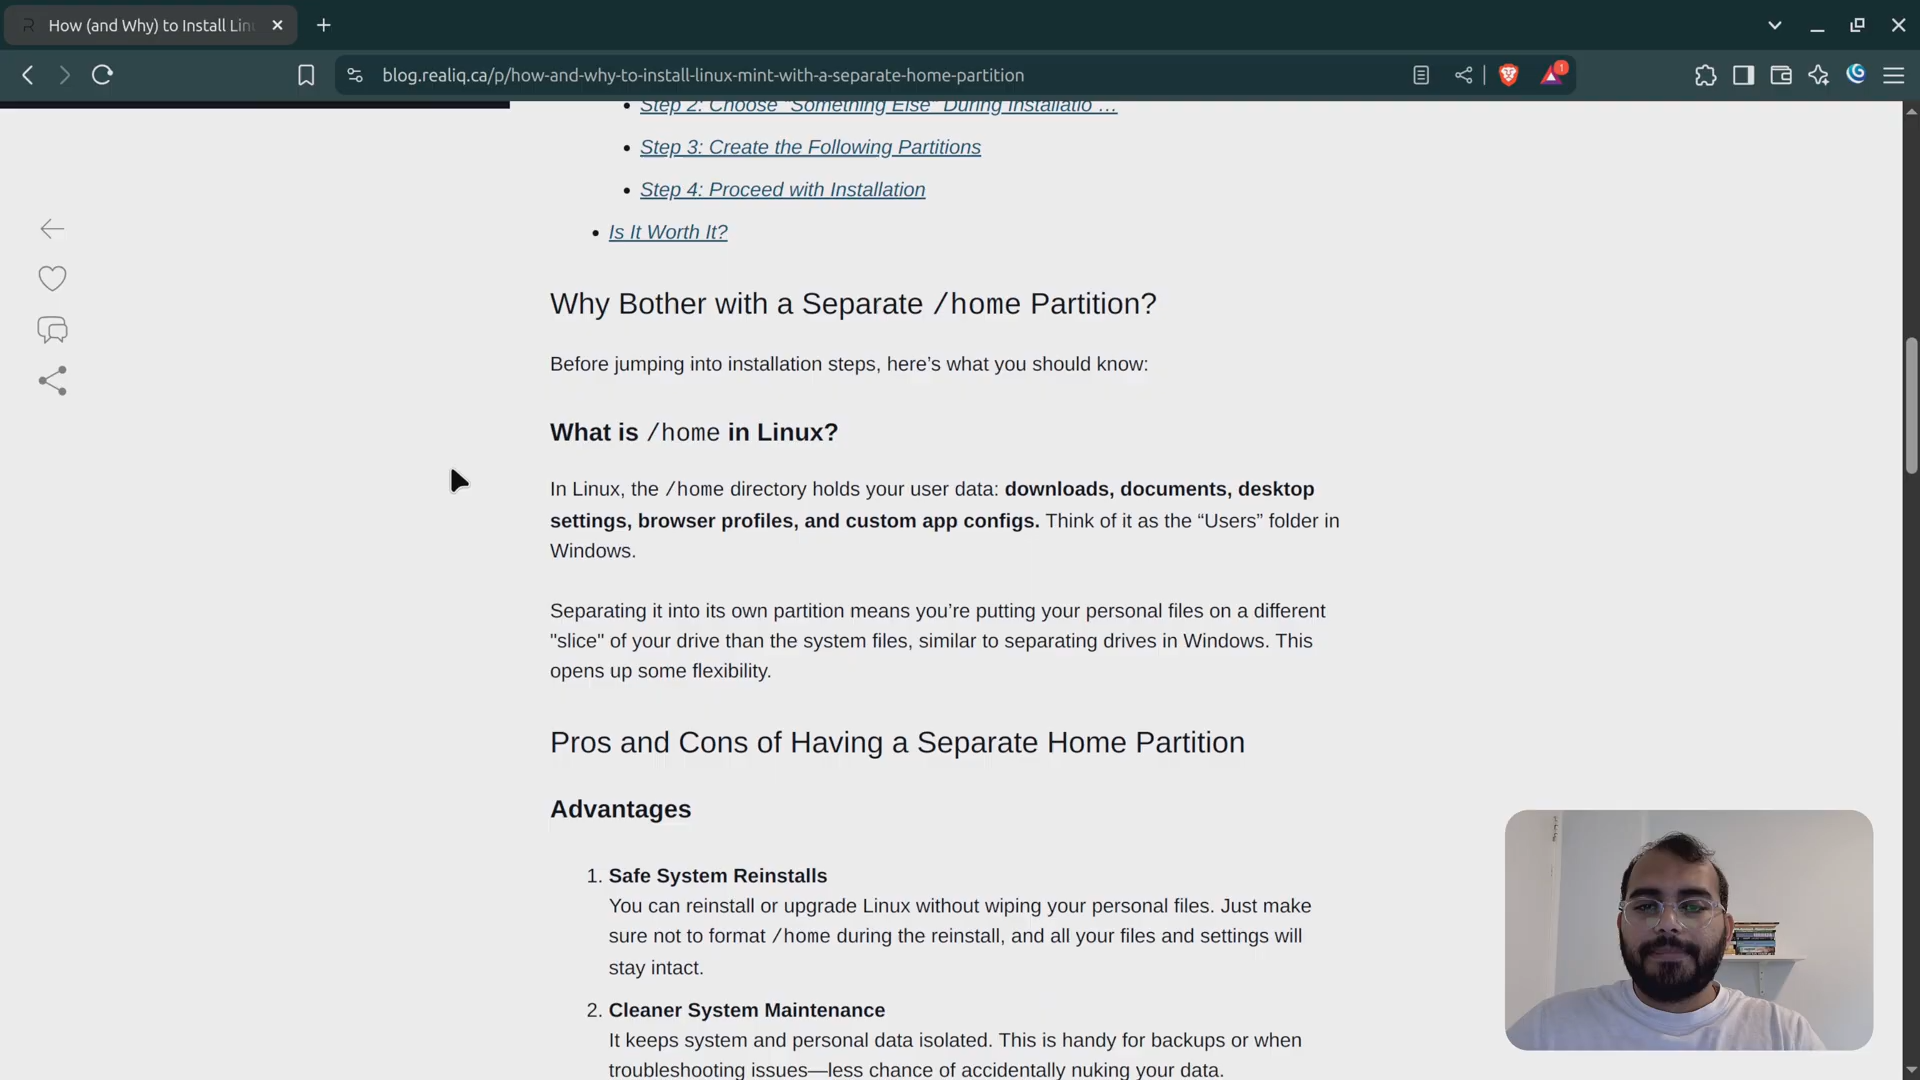 How (and Why) to Install Lin
blog.realiq.ca/p/how-and-why-to-install-linux-mint-with-a-separate-home-partition
1
Step 2: Choose "Something Else" During Installatio …
Step 3: Create the Following Partitions
Step 4: Proceed with Installation
Is It Worth It?
Why Bother with a Separate /home Partition?
Before jumping into installation steps, here’s what you should know:
What is /home in Linux?
In Linux, the /home directory holds your user data: downloads, documents, desktop
settings, browser profiles, and custom app configs. Think of it as the “Users” folder in
Windows.
Separating it into its own partition means you’re putting your personal files on a different
"slice" of your drive than the system files, similar to separating drives in Windows. This
opens up some flexibility.
Pros and Cons of Having a Separate Home Partition
Advantages
1. Safe System Reinstalls
You can reinstall or upgrade Linux without wiping your personal files. Just make
sure not to format /home during the reinstall, and all your files and settings will
stay intact.
2. Cleaner System Maintenance
It keeps system and personal data isolated. This is handy for backups or when
troubleshooting issues—less chance of accidentally nuking your data.